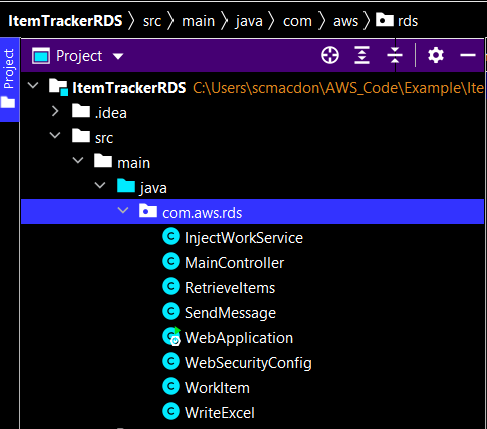 ItemTrackerRDS 〉 src 〉 main 〉 java 〉 com 〉 aws 〉 rds
Project
Project
ItemTrackerRDS C:\Users\scmacdon\AWS_Code\Example\Ite
.idea
src
main
java
com.aws.rds
InjectWorkService
MainController
RetrieveItems
SendMessage
WebApplication
WebSecurityConfig
WorkItem
WriteExcel